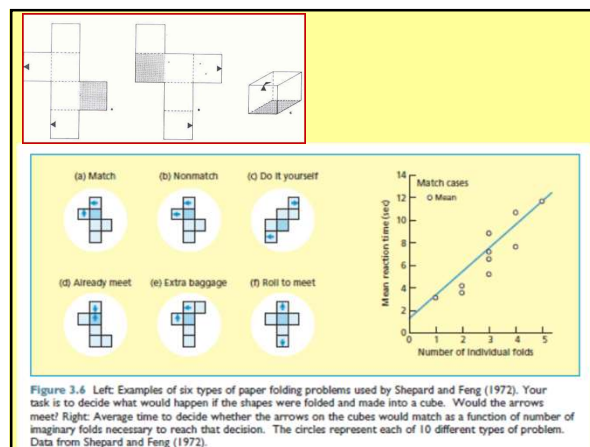 (a) Match (b) Nonmatch (c) Do it yourself
(d) Already meet (e) Extra baggage (f) Roll to meet
Match cases
Mean
Mean reaction time (sec)
14
12
10
8
6
4
2
0
0 1 2 3 4 5
Number of individual folds
Figure 3.6 Left: Examples of six types of paper folding problems used by Shepard and Feng (1972). Your
task is to decide what would happen if the shapes were folded and made into a cube. Would the arrows
meet? Right: Average time to decide whether the arrows on the cubes would match as a function of number of
imaginary folds necessary to reach that decision. The circles represent each of 10 different types of problem.
Data from Shepard and Feng (1972).